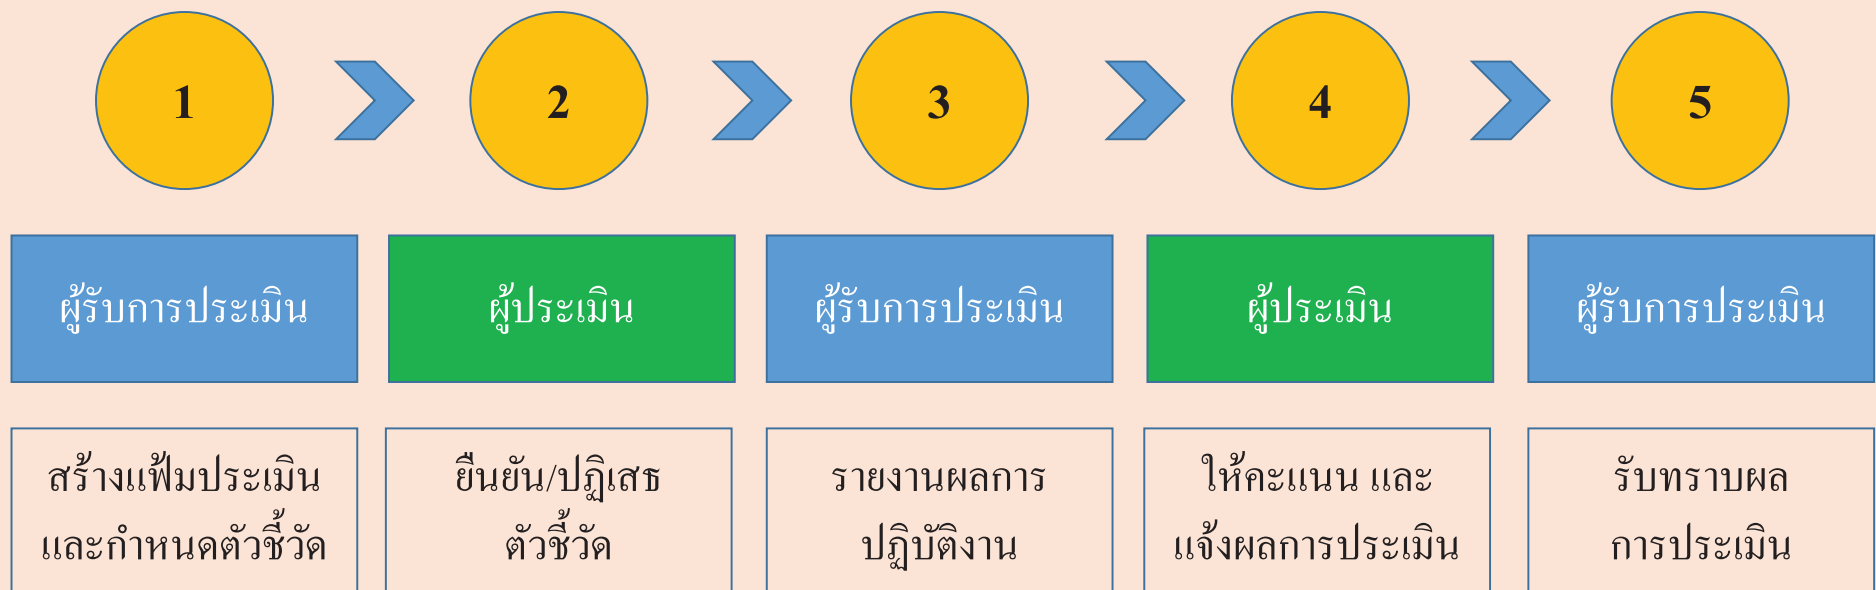 1
2
3
4
5
ผู้รับการประเมิน
ผู้ประเมิน
ผู้รับการประเมิน
ผู้ประเมิน
ผู้รับการประเมิน
สร้างแฟ้มประเมิน
และกำหนดตัวชี้วัด
ยืนยัน/ปฏิเสธ
ตัวชี้วัด
รายงานผลการ
ปฏิบัติงาน
ให้คะแนน และ
แจ้งผลการประเมิน
รับทราบผล
การประเมิน